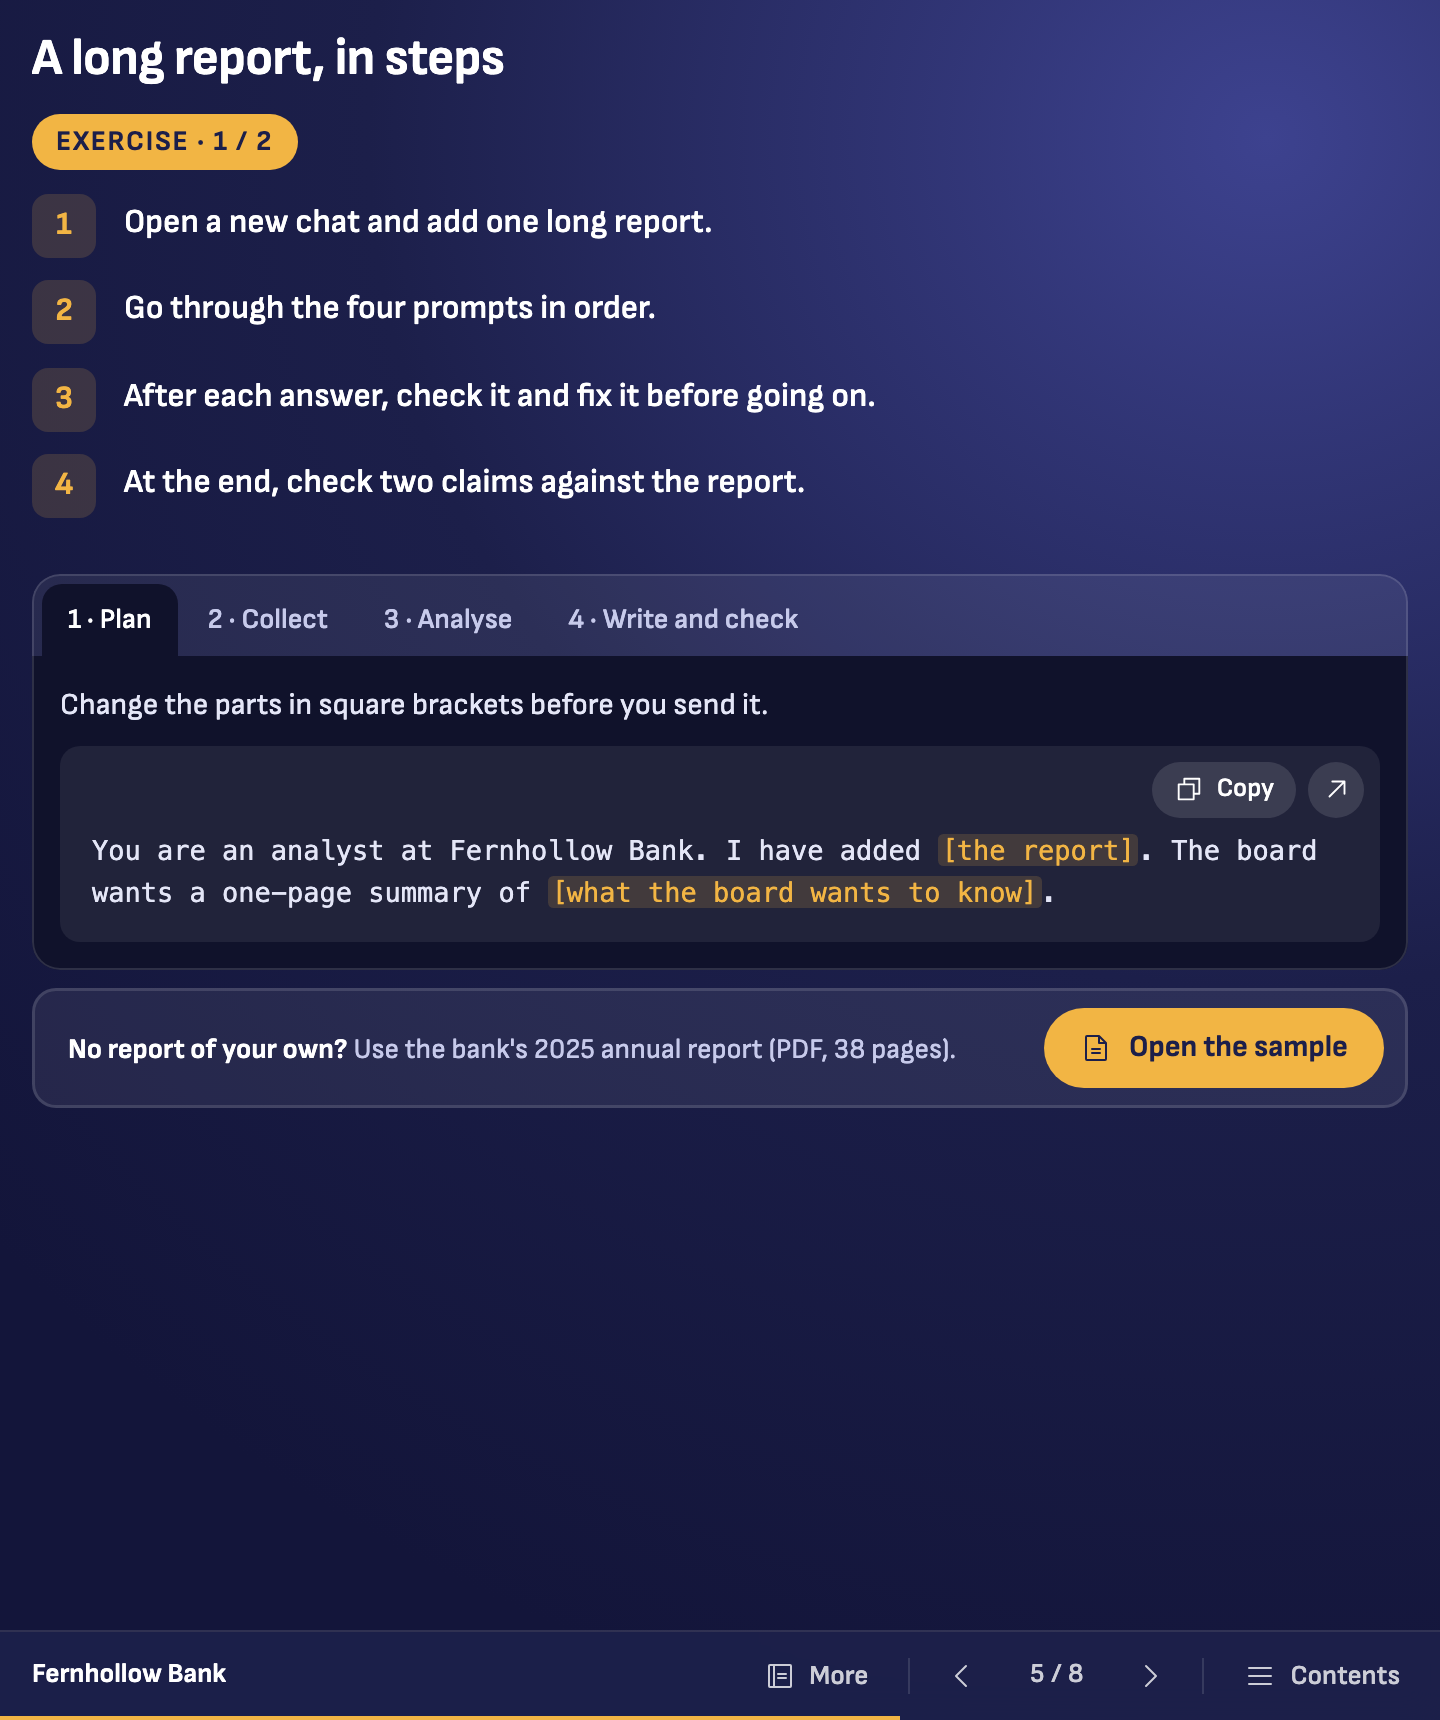 A long report, in steps
EXERCISE · 1 / 2
1 Open a new chat and add one long report.
2 Go through the four prompts in order.
3 After each answer, check it and fix it before going on.
4 At the end, check two claims against the report.
1 · Plan 2 · Collect 3 · Analyse 4 · Write and check
Change the parts in square brackets before you send it.
Copy
You are an analyst at Fernhollow Bank. I have added [the report]. The board
wants a one-page summary of [what the board wants to know].
No report of your own? Use the bank's 2025 annual report (PDF, 38 pages). Open the sample
Fernhollow Bank More 5 / 8 Contents